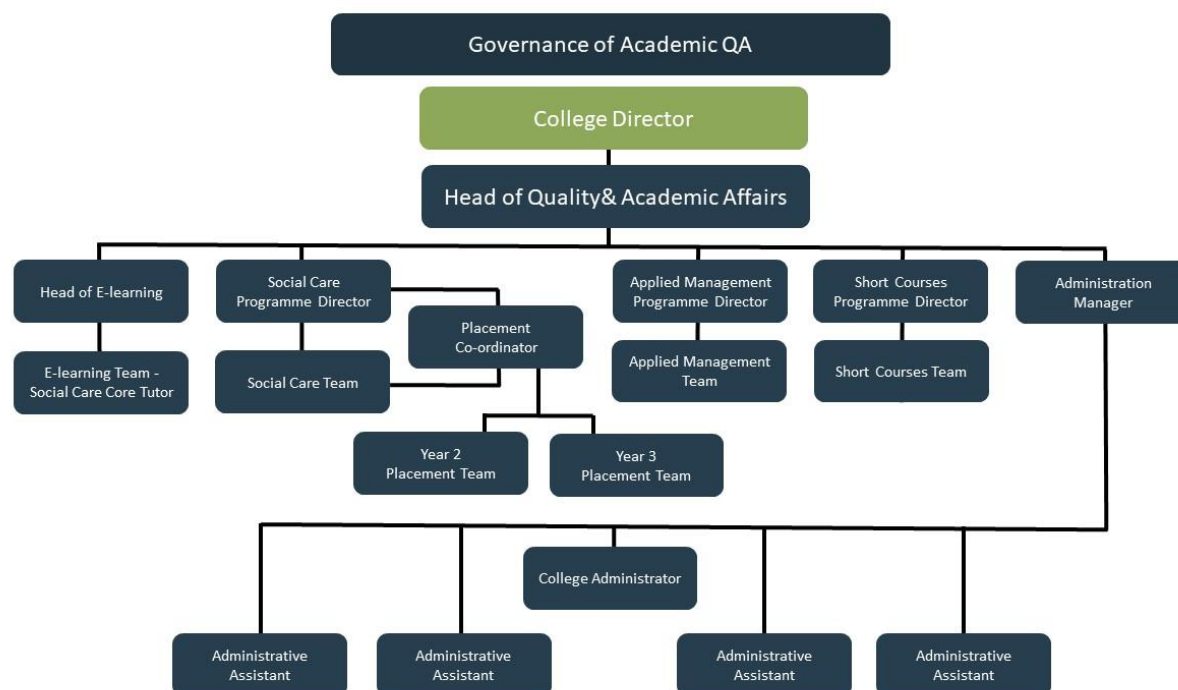 Governance of Academic QA
College Director
Head of Quality& Academic Affairs
Head of E-learning
Social Care
Programme Director
Applied Management
Programme Director
Short Courses
Programme Director
Administration
Manager
Placement
Co-ordinator
E-learning Team -
Social Care Core Tutor
Social Care Team
Applied Management
Team
Short Courses Team
Year 2
Placement Team
Year 3
Placement Team
College Administrator
Administrative
Assistant
Administrative
Assistant
Administrative
Assistant
Administrative
Assistant